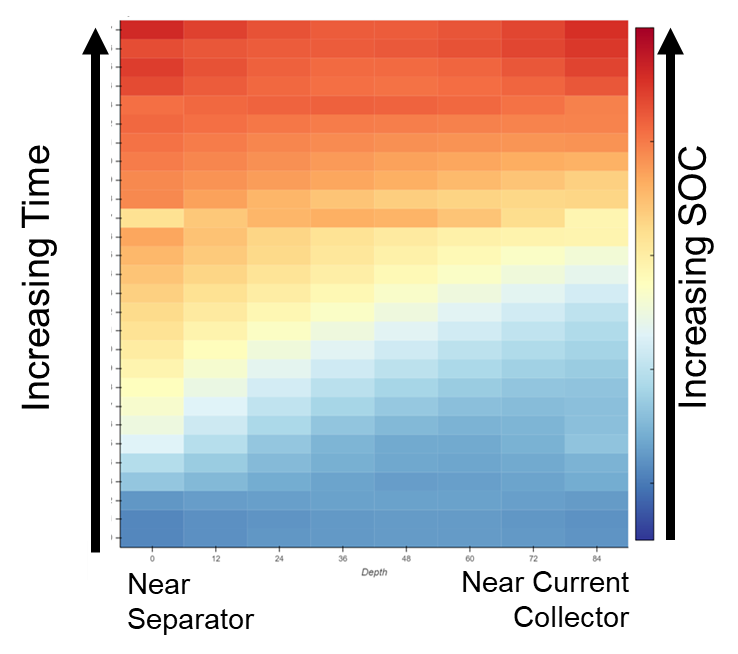 Increasing Time
Increasing SOC
0 12 24 36 48 60 72 84
Depth
Near
Separator
Near Current
Collector